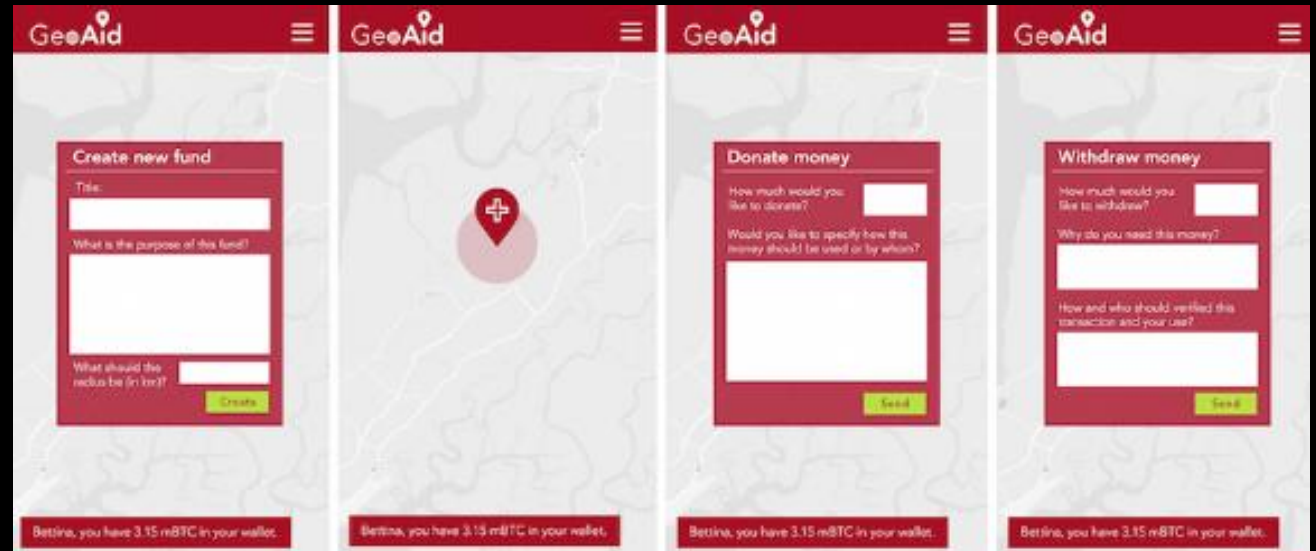 GeoAid
Create new fund
Title:
What is the purpose of this fund?
What should the
radius be (in km)?
Create
Bettina, you have 3.15 mBTC in your wallet.
GeoAid
Bettina, you have 3.15 mBTC in your wallet.
GeoAid
Donate money
How much would you
like to donate?
Would you like to specify how this
money should be used or by whom?
Send
Bettina, you have 3.15 mBTC in your wallet.
GeoAid
Withdraw money
How much would you
like to withdraw?
Why do you need this money?
How and who should verified this
transaction and your use?
Send
Bettina, you have 3.15 mBTC in your wallet.